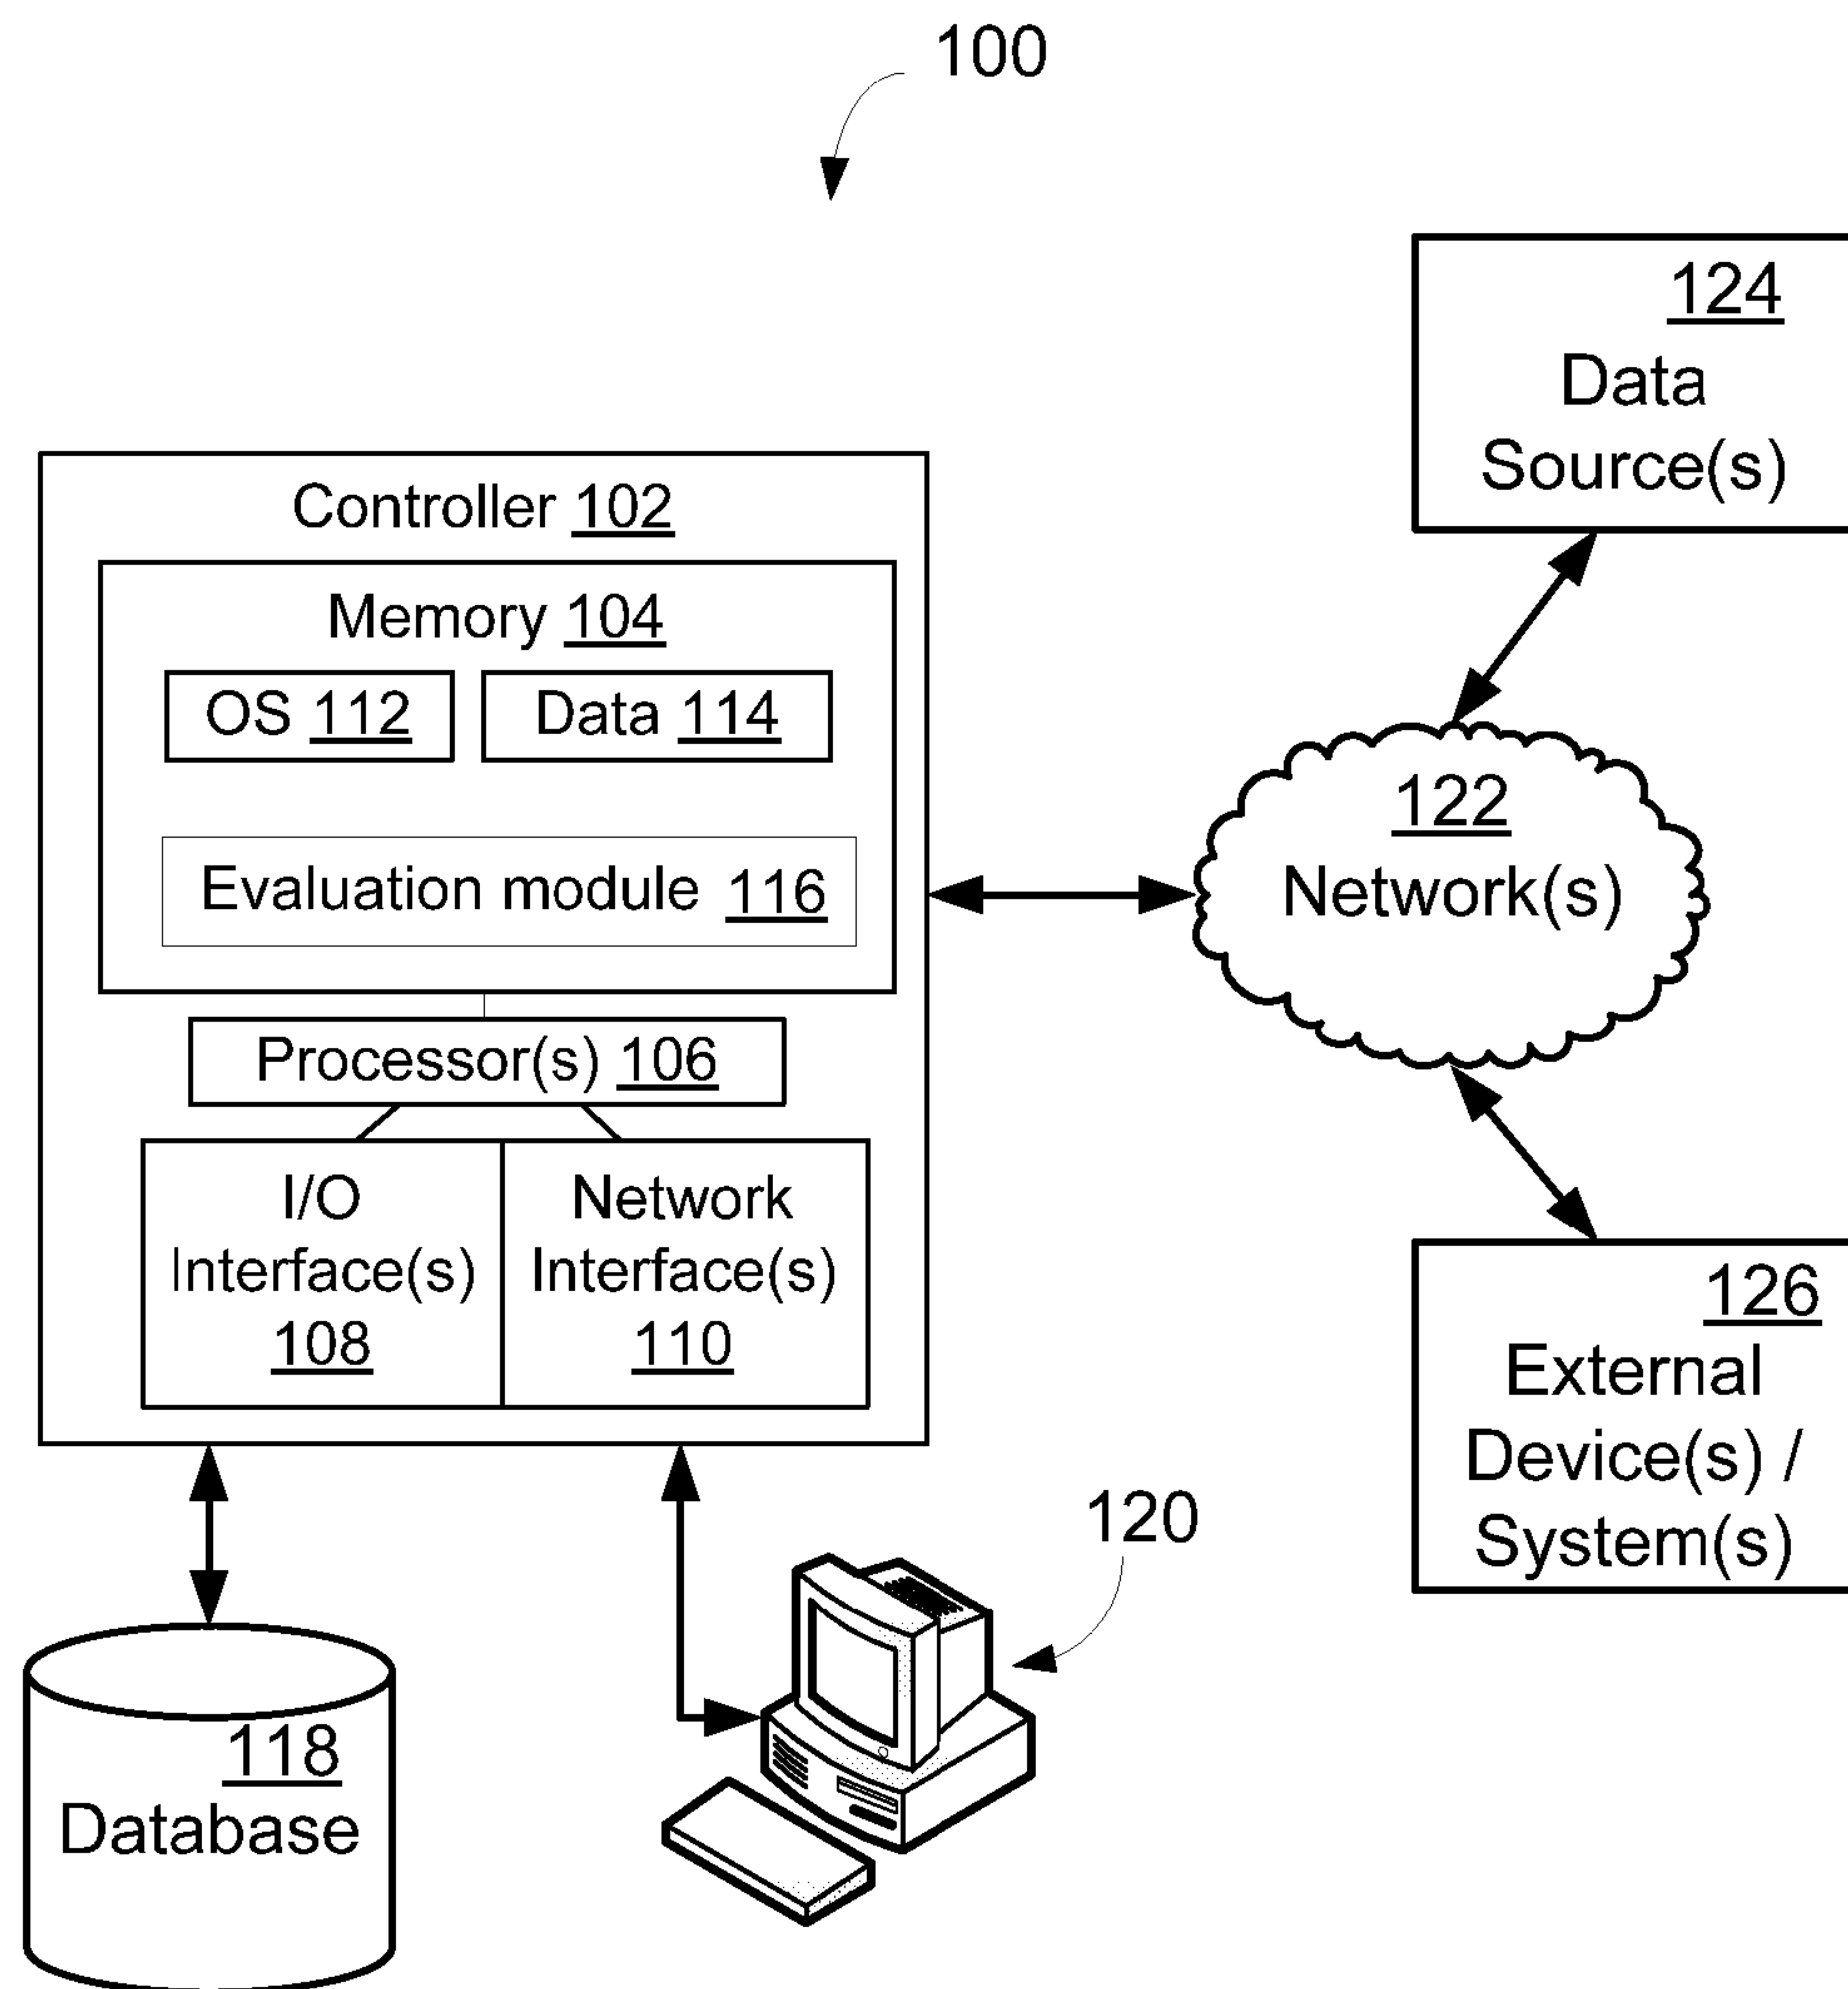 100
124
Data
Source(s)
Controller 102
Memory 104
OS 112
Data 114
Evaluation module 116
122
Network(s)
Processor(s) 106
I/O
Interface(s)
108
Network
Interface(s)
110
126
External
Device(s) /
System(s)
120
118
Database